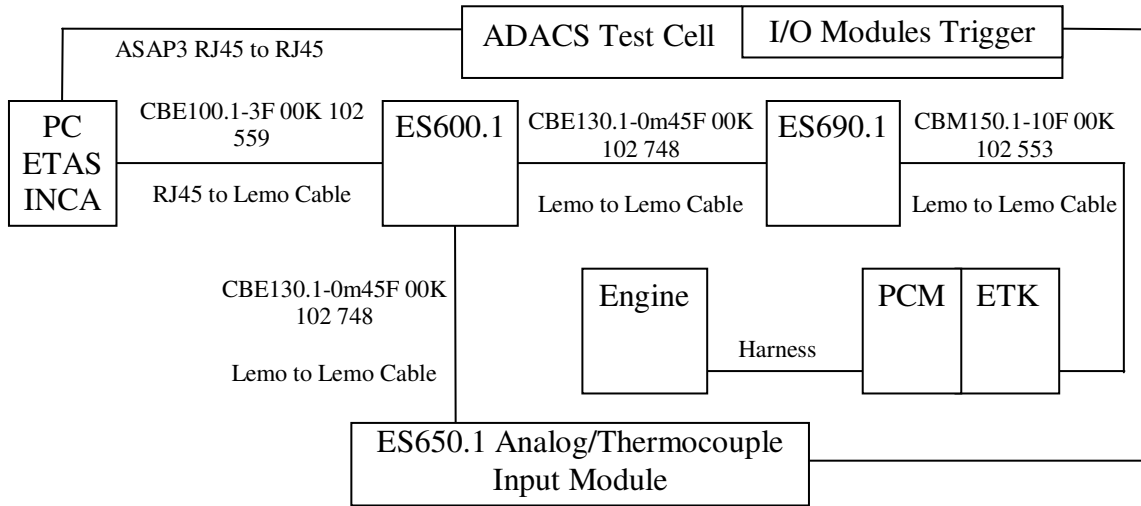 ADACS Test Cell
I/O Modules Trigger
ASAP3 RJ45 to RJ45
PC
ETAS
INCA
CBE100.1-3F 00K 102
559
RJ45 to Lemo Cable
ES600.1
CBE130.1-0m45F 00K
102 748
Lemo to Lemo Cable
ES690.1
CBM150.1-10F 00K
102 553
Lemo to Lemo Cable
CBE130.1-0m45F 00K
102 748
Lemo to Lemo Cable
Engine
Harness
PCM
ETK
ES650.1 Analog/Thermocouple
Input Module